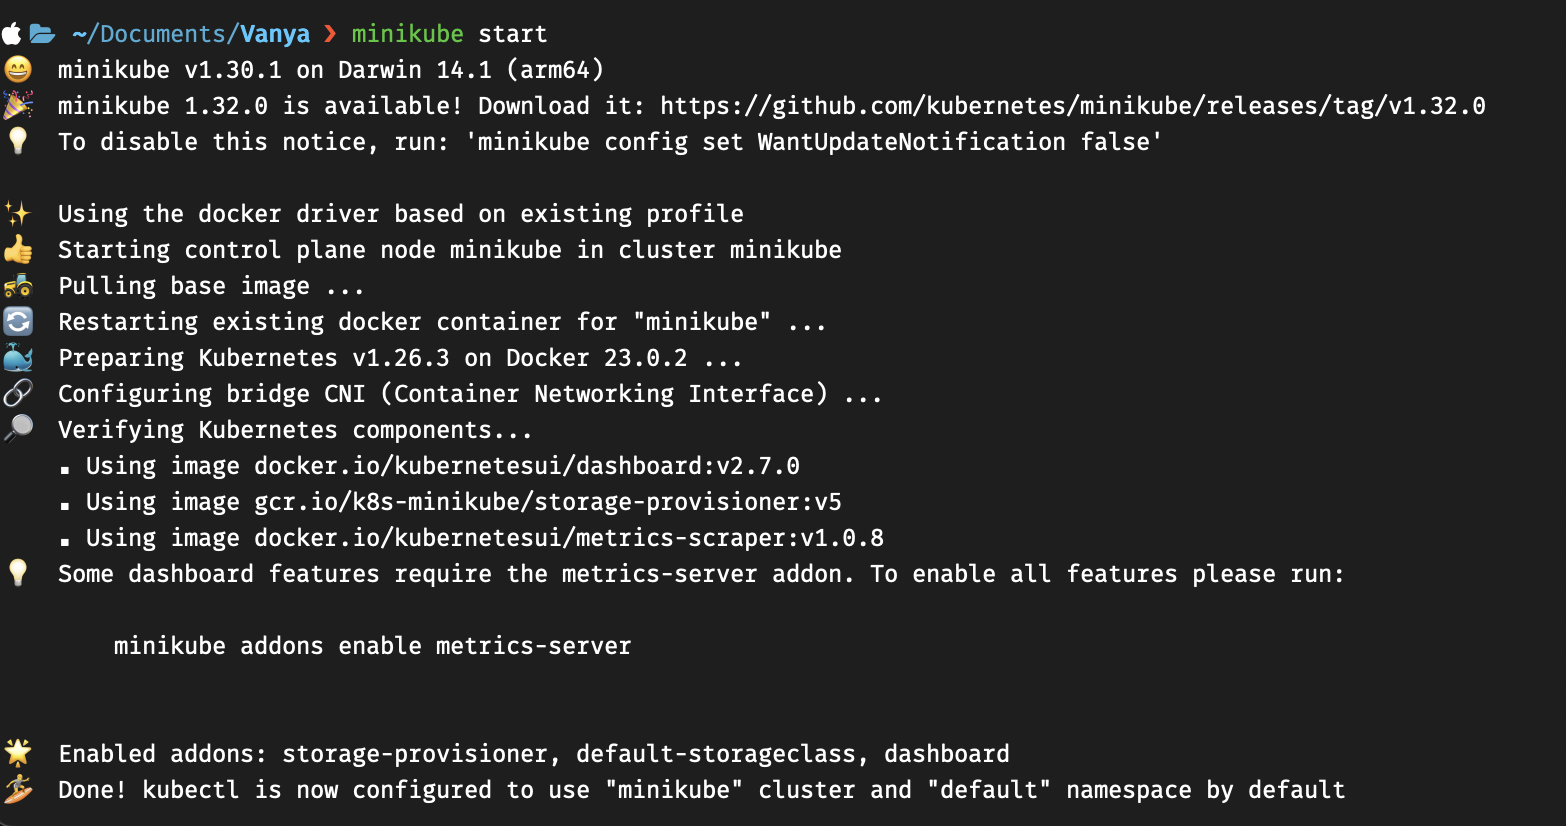 ~/Documents/Vanya ❯ minikube start
😄 minikube v1.30.1 on Darwin 14.1 (arm64)
🎉 minikube 1.32.0 is available! Download it: https://github.com/kubernetes/minikube/releases/tag/v1.32.0
💡 To disable this notice, run: 'minikube config set WantUpdateNotification false'
✨ Using the docker driver based on existing profile
👍 Starting control plane node minikube in cluster minikube
🚜 Pulling base image ...
🔄 Restarting existing docker container for "minikube" ...
🐳 Preparing Kubernetes v1.26.3 on Docker 23.0.2 ...
🔗 Configuring bridge CNI (Container Networking Interface) ...
🔎 Verifying Kubernetes components...
▪ Using image docker.io/kubernetesui/dashboard:v2.7.0
▪ Using image gcr.io/k8s-minikube/storage-provisioner:v5
▪ Using image docker.io/kubernetesui/metrics-scraper:v1.0.8
💡 Some dashboard features require the metrics-server addon. To enable all features please run:
minikube addons enable metrics-server
🌟 Enabled addons: storage-provisioner, default-storageclass, dashboard
🏄 Done! kubectl is now configured to use "minikube" cluster and "default" namespace by default